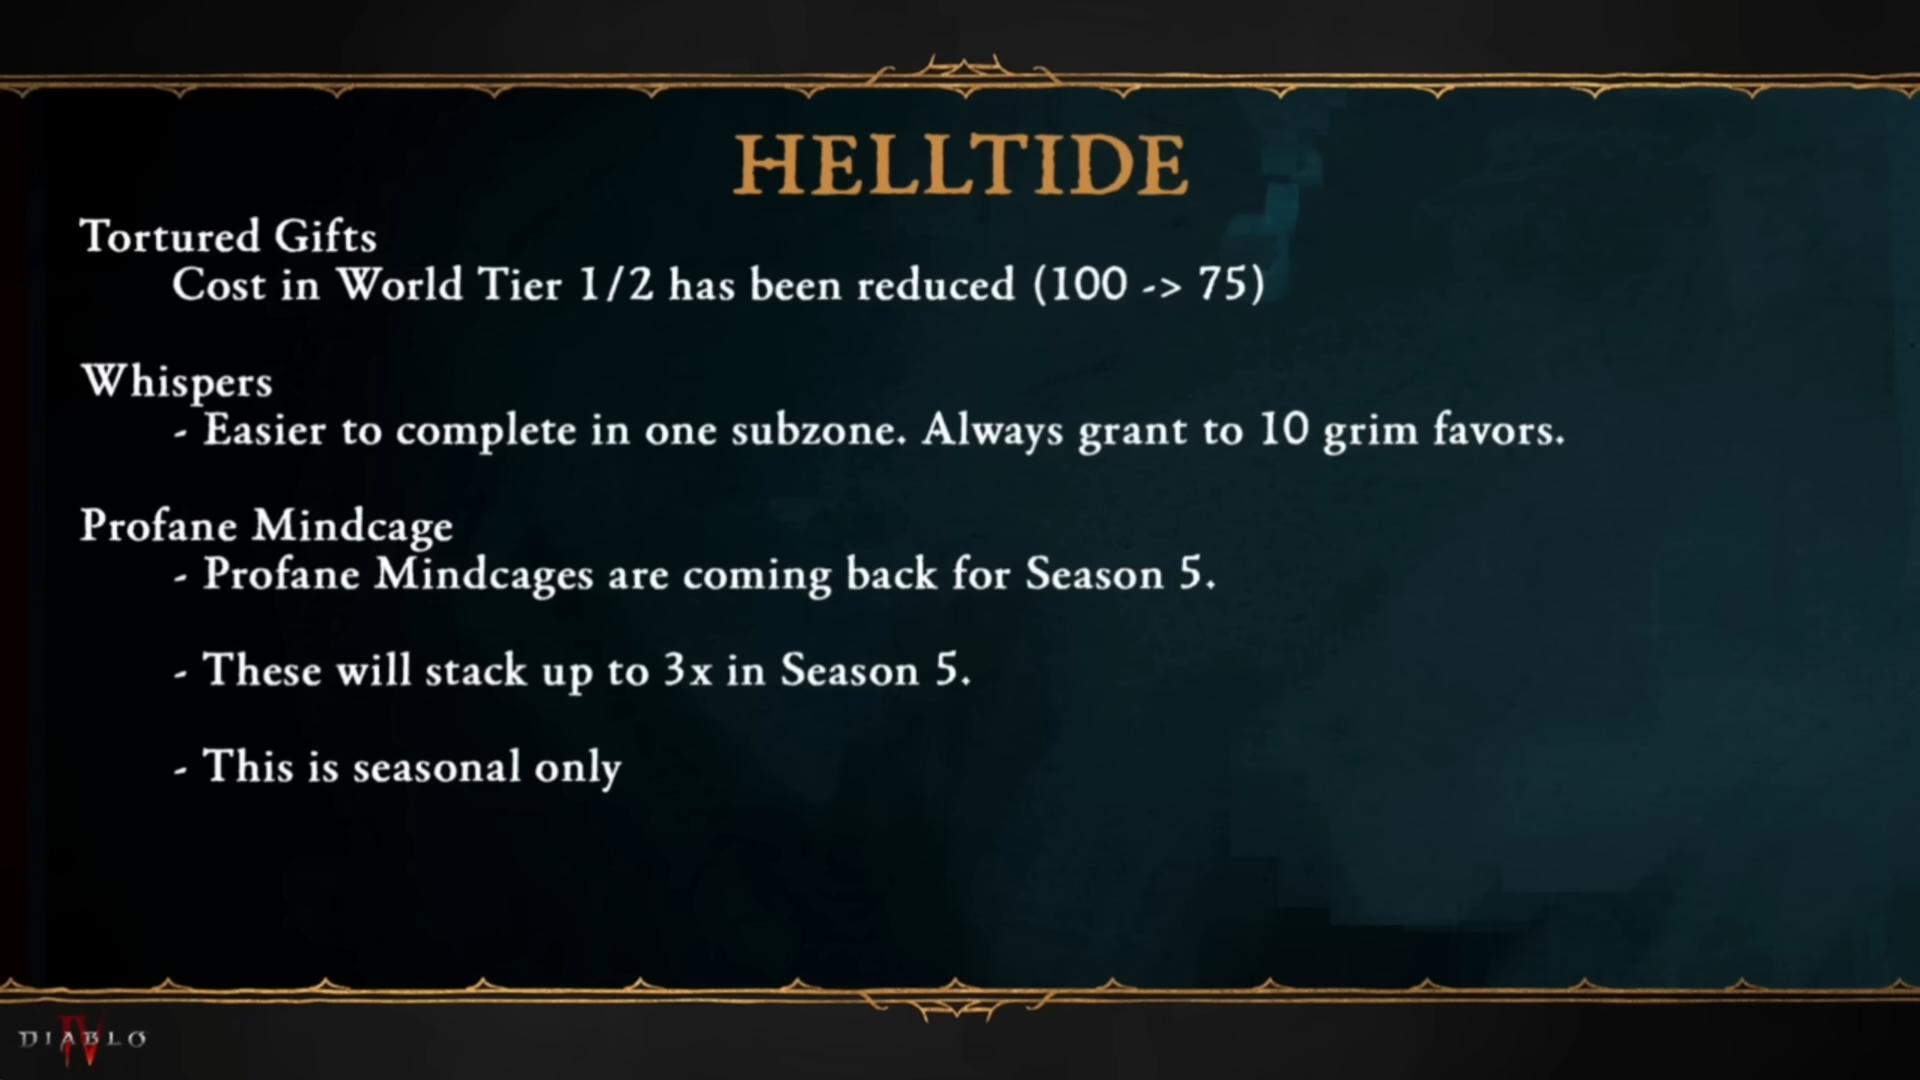 HELLTIDE
Tortured Gifts
Cost in World Tier 1/2 has been reduced (100 -> 75)
Whispers
- Easier to complete in one subzone. Always grant to 10 grim favors.
Profane Mindcage
- Profane Mindcages are coming back for Season 5.
- These will stack up to 3x in Season 5.
- This is seasonal only
DIABLO
IV